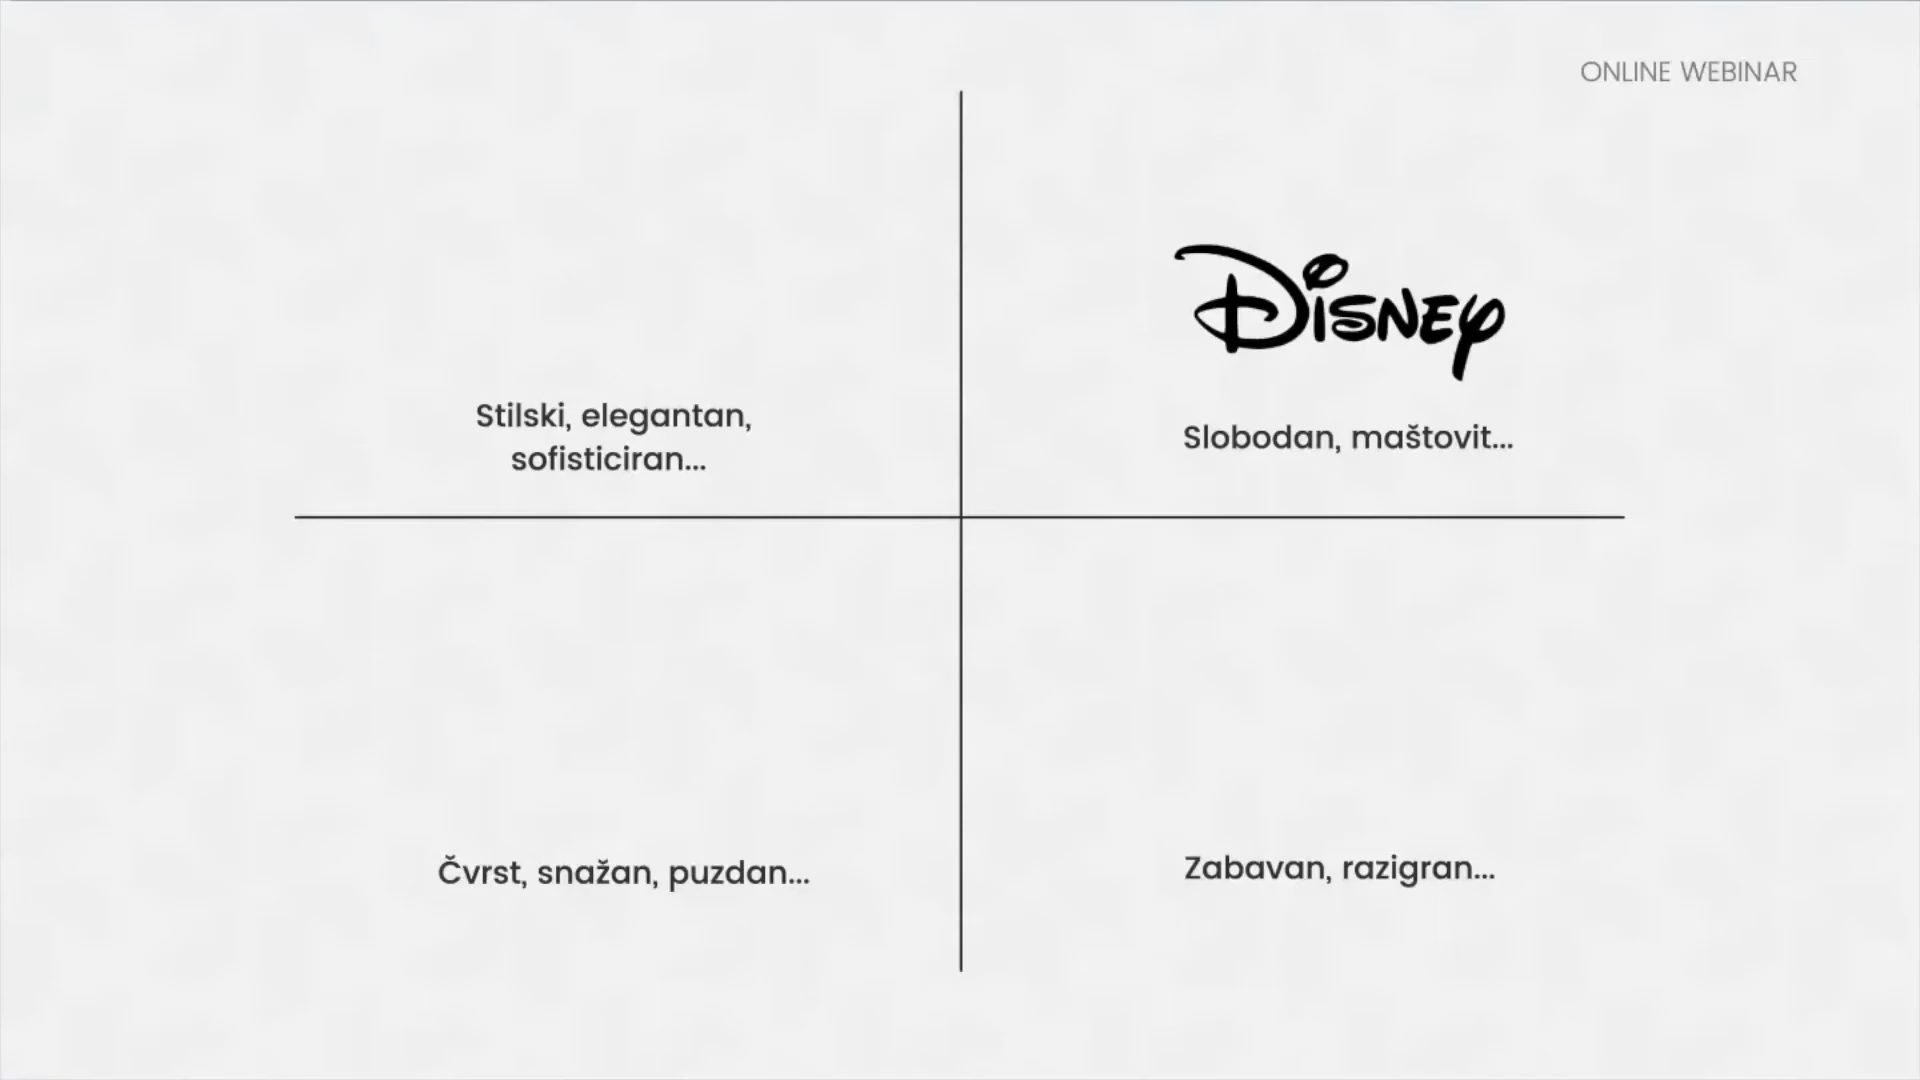 ONLINE WEBINAR
Stilski, elegantan,
sofisticiran...
Disney
Slobodan, maštovit...
Čvrst, snažan, puzdan...
Zabavan, razigran...